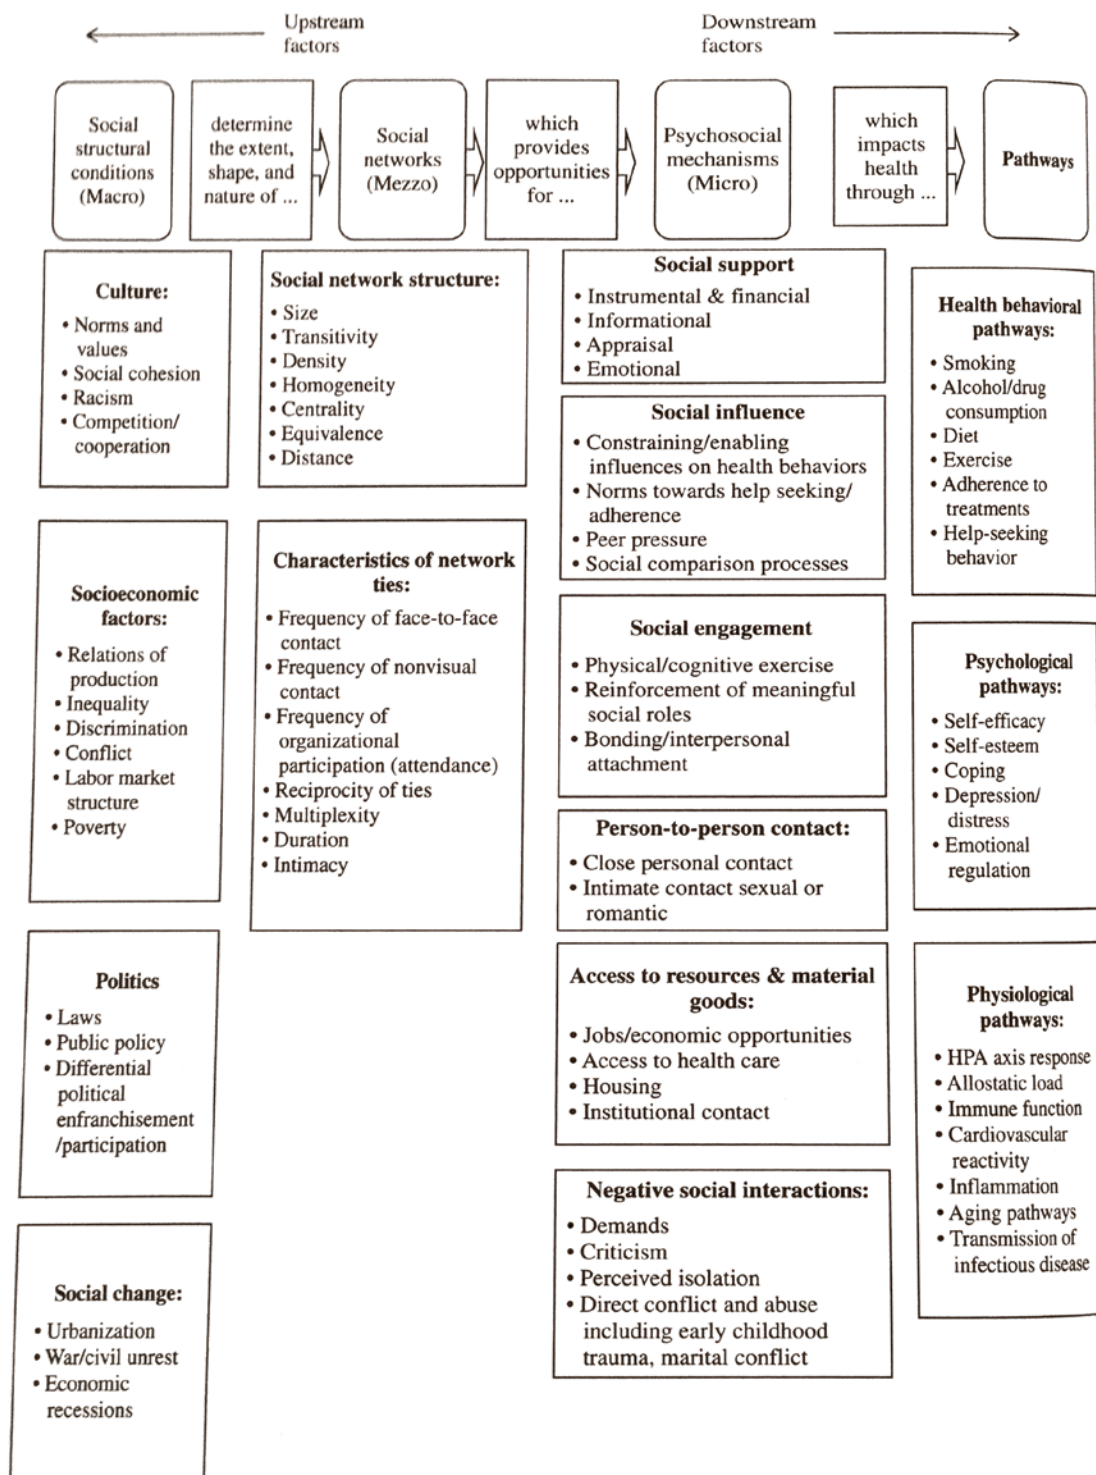 Upstream
factors
Downstream
factors
Social
structural
conditions
(Macro)
determine
the extent,
shape, and
nature of ...
Social
networks
(Mezzo)
which
provides
opportunities
for ...
Psychosocial
mechanisms
(Micro)
which
impacts
health
through ...
Pathways
Culture:
• Norms and
values
• Social cohesion
• Racism
• Competition/
cooperation
Socioeconomic
factors:
• Relations of
production
• Inequality
• Discrimination
• Conflict
• Labor market
structure
• Poverty
Politics
• Laws
• Public policy
• Differential
political
enfranchisement
/participation
Social change:
• Urbanization
• War/civil unrest
• Economic
recessions
Social network structure:
• Size
• Transitivity
• Density
• Homogeneity
• Centrality
• Equivalence
• Distance
Characteristics of network
ties:
• Frequency of face-to-face
contact
• Frequency of nonvisual
contact
• Frequency of
organizational
participation (attendance)
• Reciprocity of ties
• Multiplexity
• Duration
• Intimacy
Social support
• Instrumental & financial
• Informational
• Appraisal
• Emotional
Social influence
• Constraining/enabling
influences on health behaviors
• Norms towards help seeking/
adherence
• Peer pressure
• Social comparison processes
Social engagement
• Physical/cognitive exercise
• Reinforcement of meaningful
social roles
• Bonding/interpersonal
attachment
Person-to-person contact:
• Close personal contact
• Intimate contact sexual or
romantic
Access to resources & material
goods:
• Jobs/economic opportunities
• Access to health care
• Housing
• Institutional contact
Negative social interactions:
• Demands
• Criticism
• Perceived isolation
• Direct conflict and abuse
including early childhood
trauma, marital conflict
Health behavioral
pathways:
• Smoking
• Alcohol/drug
consumption
• Diet
• Exercise
• Adherence to
treatments
• Help-seeking
behavior
Psychological
pathways:
• Self-efficacy
• Self-esteem
• Coping
• Depression/
distress
• Emotional
regulation
Physiological
pathways:
• HPA axis response
• Allostatic load
• Immune function
• Cardiovascular
reactivity
• Inflammation
• Aging pathways
• Transmission of
infectious disease